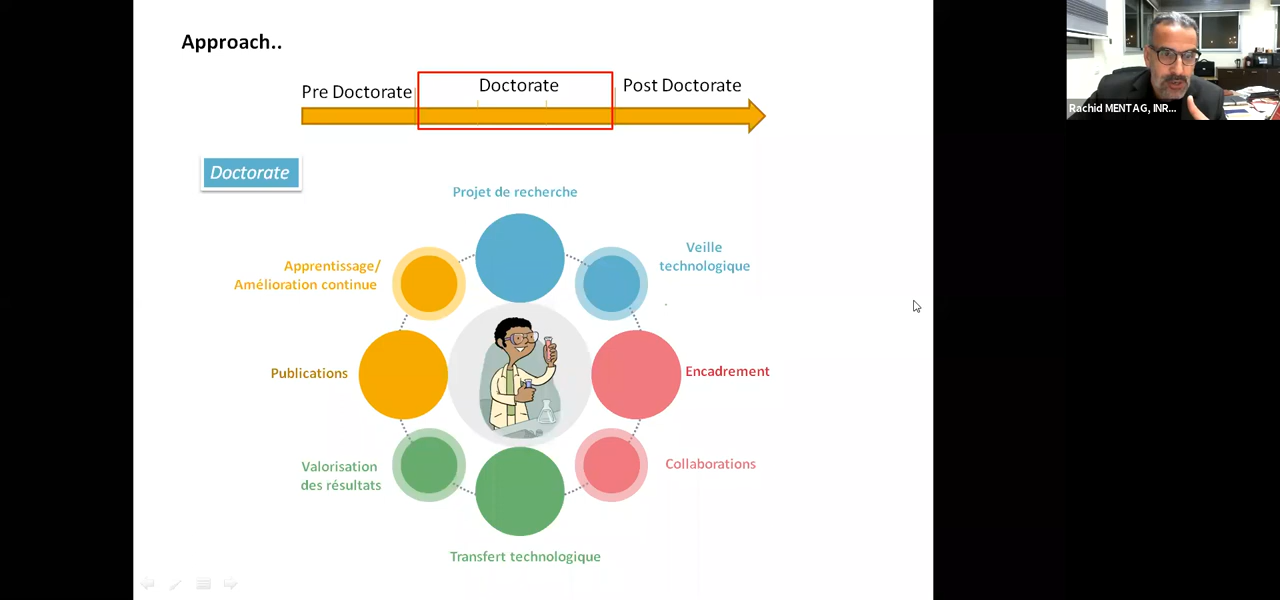 Approach..
Pre Doctorate
Doctorate
Post Doctorate
Doctorate
Projet de recherche
Veille
technologique
Apprentissage/
Amélioration continue
Publications
Encadrement
Valorisation
des résultats
Collaborations
Transfert technologique
Rachid MENTAG, INR...